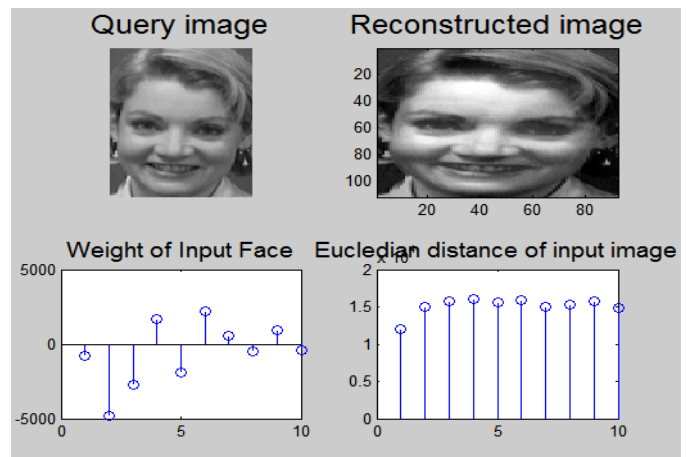 Query image
Reconstructed image
20
40
60
80
100
20 40 60 80
Weight of Input Face
5000
0
-5000
0 5 10
Eucledian distance of input image
x 10
2
1.5
1
0.5
0
0 5 10